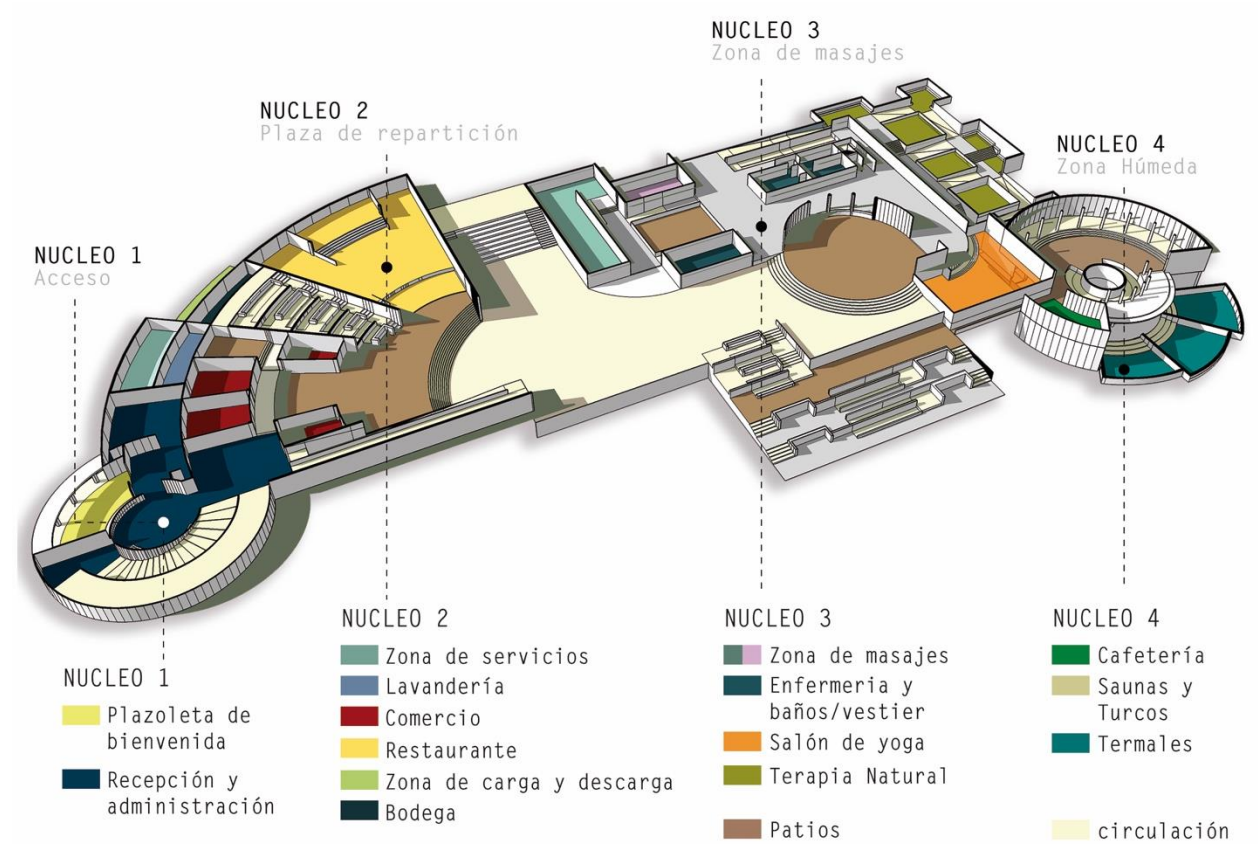 NUCLEO 3
Zona de masajes
NUCLEO 2
Plaza de repartición
NUCLEO 4
Zona Húmeda
NUCLEO 1
Acceso
NUCLEO 1
Plazoleta de
bienvenida
Recepción y
administración
NUCLEO 2
Zona de servicios
Lavandería
Comercio
Restaurante
Zona de carga y descarga
Bodega
NUCLEO 3
Zona de masajes
Enfermeria y
baños/vestier
Salón de yoga
Terapia Natural
Patios
NUCLEO 4
Cafetería
Saunas y
Turcos
Termales
circulación